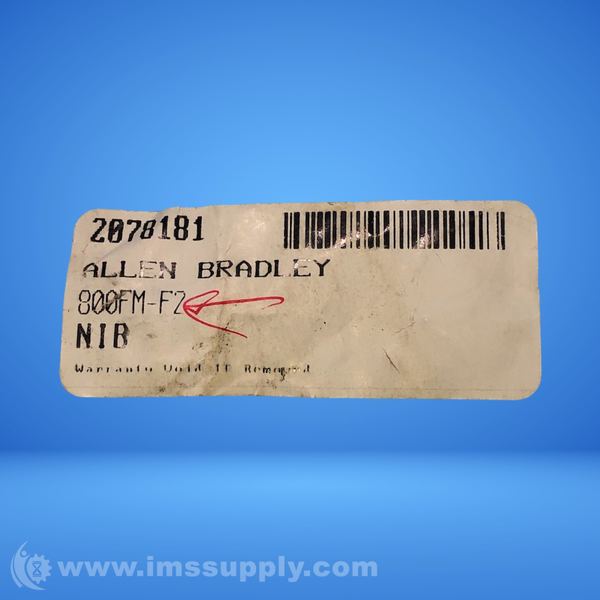 2078181
ALLEN BRADLEY
800FM-F2
NIB
Warranty Void If Removed
www.imssupply.com